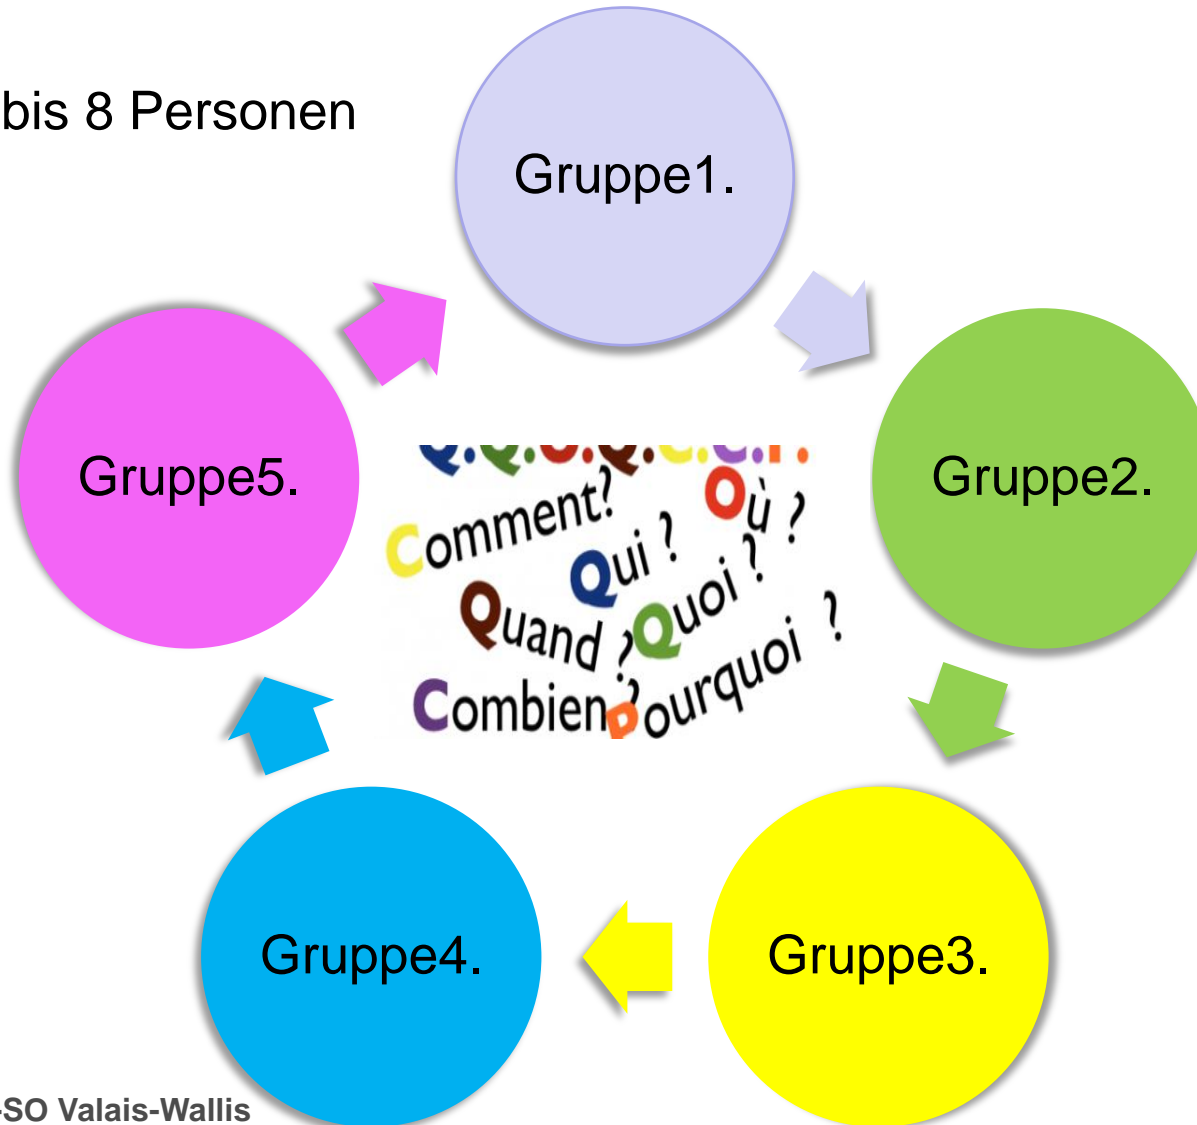 bis 8 Personen
Gruppe1.
Gruppe5.
Gruppe2.
Q.Q.O.Q.C.C.P.
Comment?
Où ?
Qui ?
Quoi ?
Quand ?
Pourquoi ?
Combien ?
Gruppe4.
Gruppe3.
-SO Valais-Wallis